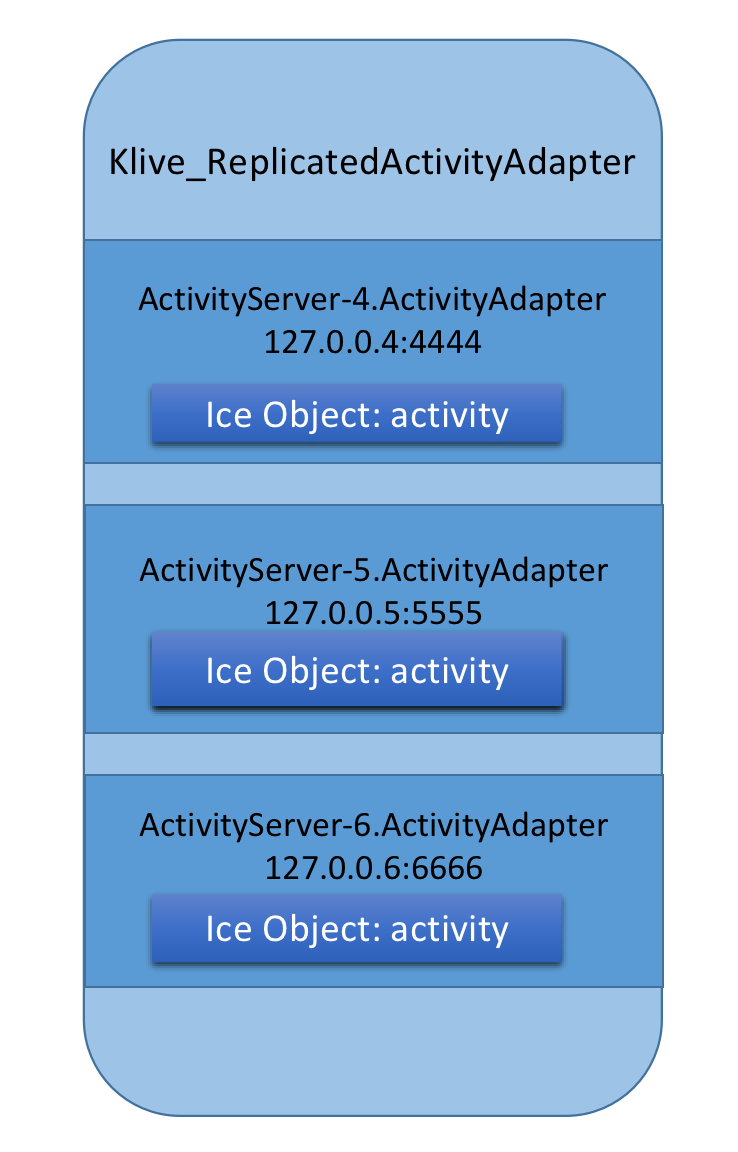 Klive_ReplicatedActivityAdapter
ActivityServer-4.ActivityAdapter
127.0.0.4:4444
Ice Object: activity
ActivityServer-5.ActivityAdapter
127.0.0.5:5555
Ice Object: activity
ActivityServer-6.ActivityAdapter
127.0.0.6:6666
Ice Object: activity